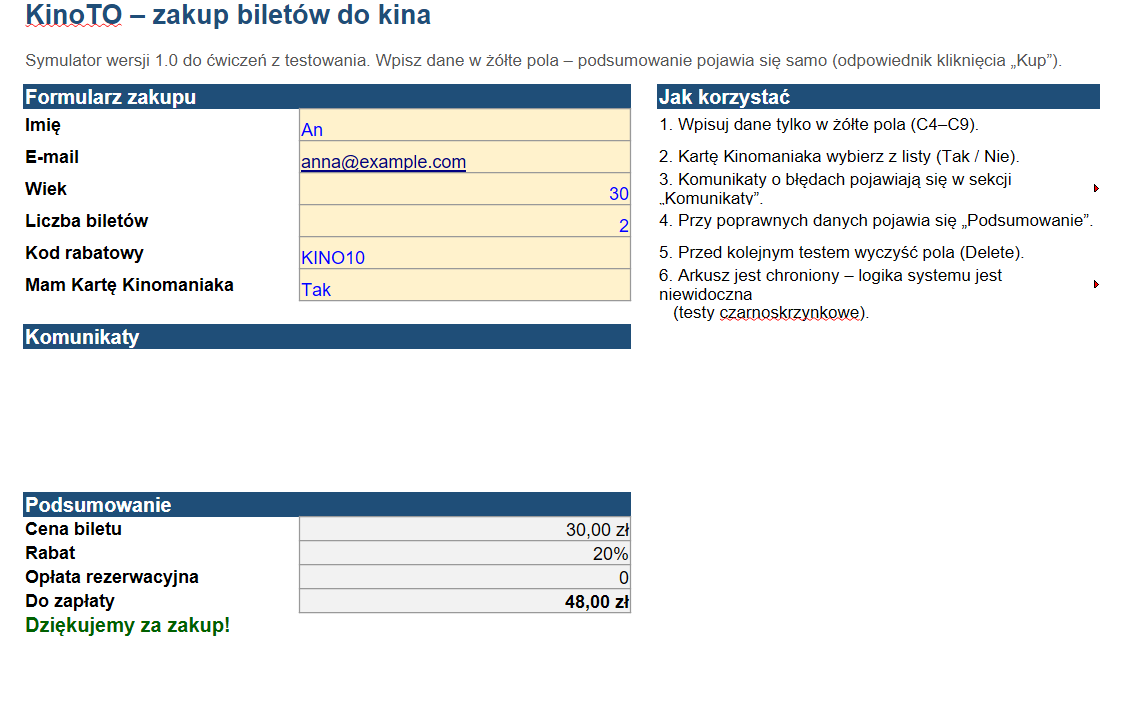 KinoTO – zakup biletów do kina
Symulator wersji 1.0 do ćwiczeń z testowania. Wpisz dane w żółte pola – podsumowanie pojawia się samo (odpowiednik kliknięcia „Kup”).
Formularz zakupu
Imię An
E-mail anna@example.com
Wiek 30
Liczba biletów 2
Kod rabatowy KINO10
Mam Kartę Kinomaniaka Tak
Jak korzystać
1. Wpisuj dane tylko w żółte pola (C4–C9).
2. Kartę Kinomaniaka wybierz z listy (Tak / Nie).
3. Komunikaty o błędach pojawiają się w sekcji
„Komunikaty”.
4. Przy poprawnych danych pojawia się „Podsumowanie”.
5. Przed kolejnym testem wyczyść pola (Delete).
6. Arkusz jest chroniony – logika systemu jest
niewidoczna
(testy czarnoskrzynkowe).
Komunikaty
Podsumowanie
Cena biletu 30,00 zł
Rabat 20%
Opłata rezerwacyjna 0
Do zapłaty 48,00 zł
Dziękujemy za zakup!